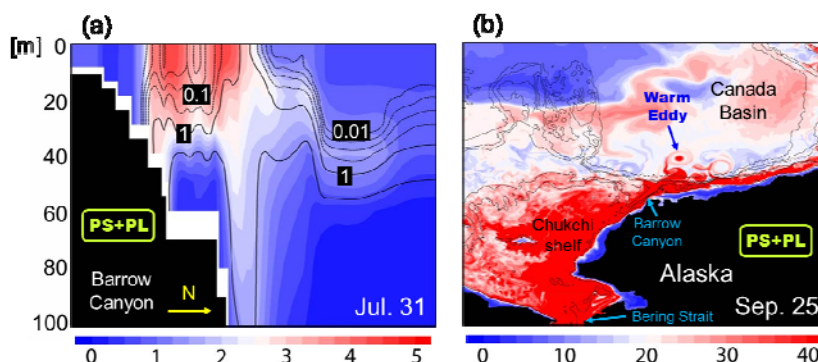 (a)
[m]
0
20
40
60
80
100
0.1
1
0.01
1
PS+PL
Barrow
Canyon
N
Jul. 31
0 1 2 3 4 5
(b)
Warm
Eddy
Canada
Basin
Chukchi
shelf
Barrow
Canyon
PS+PL
Alaska
Sep. 25
Bering Strait
0 10 20 30 40